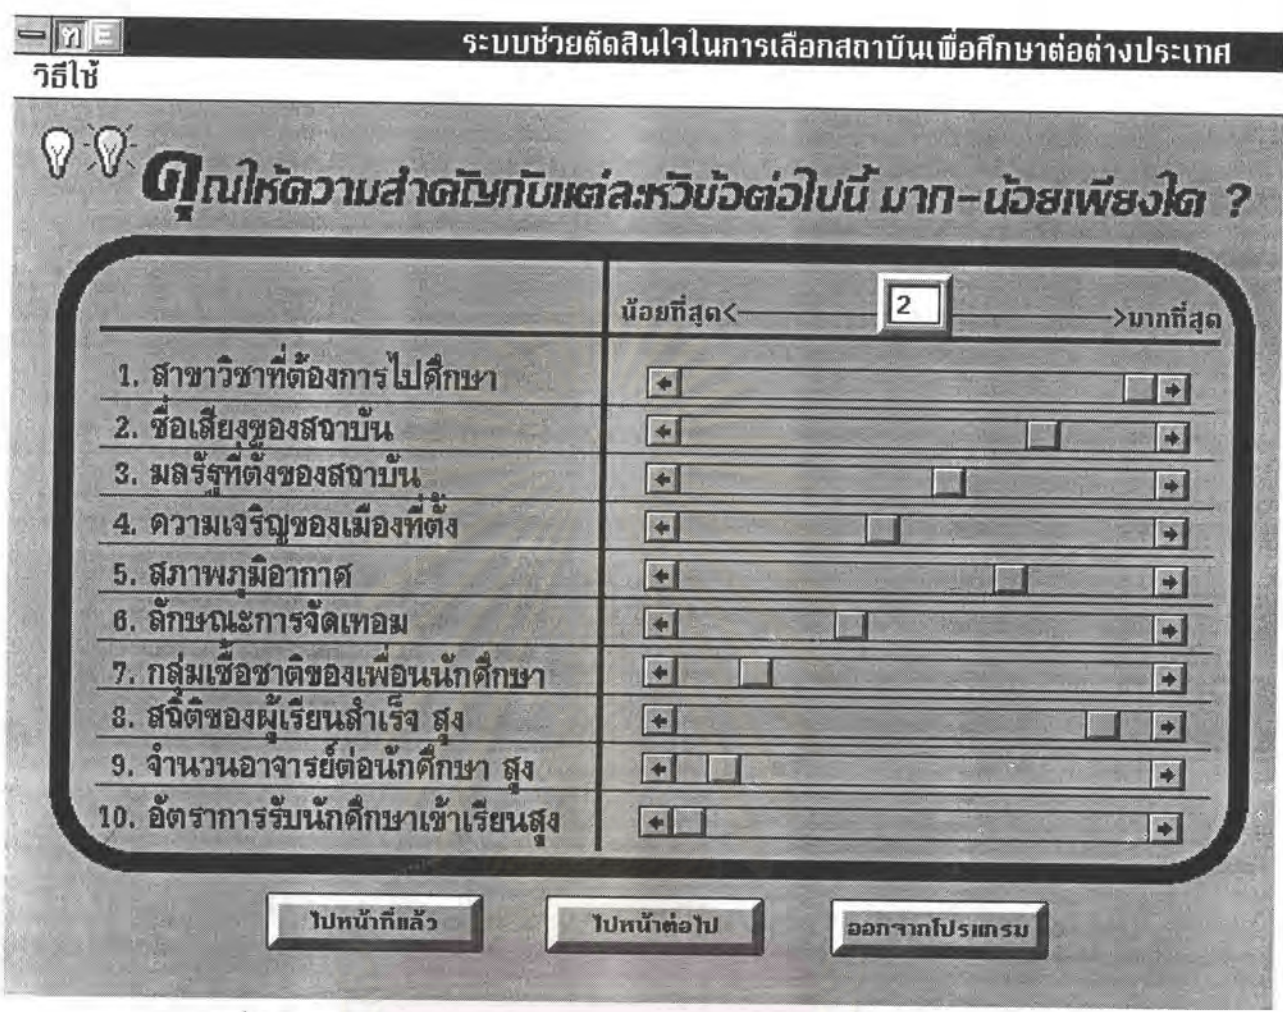 ท E ระบบช่วยตัดสินใจในการเลือกสถาบันเพื่อศึกษาต่อต่างประเทศ
วิธีใช้
คุณให้ความสำคัญกับแต่ละหัวข้อต่อไปนี้ มาก-น้อยเพียงใด ?
น้อยที่สุด< 2 >มากที่สุด
1. สาขาวิชาที่ต้องการไปศึกษา
2. ชื่อเสียงของสถาบัน
3. มลรัฐที่ตั้งของสถาบัน
4. ความเจริญของเมืองที่ตั้ง
5. สภาพภูมิอากาศ
6. ลักษณะการจัดเทอม
7. กลุ่มเชื้อชาติของเพื่อนนักศึกษา
8. สถิติของผู้เรียนสำเร็จ สูง
9. จำนวนอาจารย์ต่อนักศึกษา สูง
10. อัตราการรับนักศึกษาเข้าเรียนสูง
ไปหน้าที่แล้ว ไปหน้าต่อไป ออกจากโปรแกรม